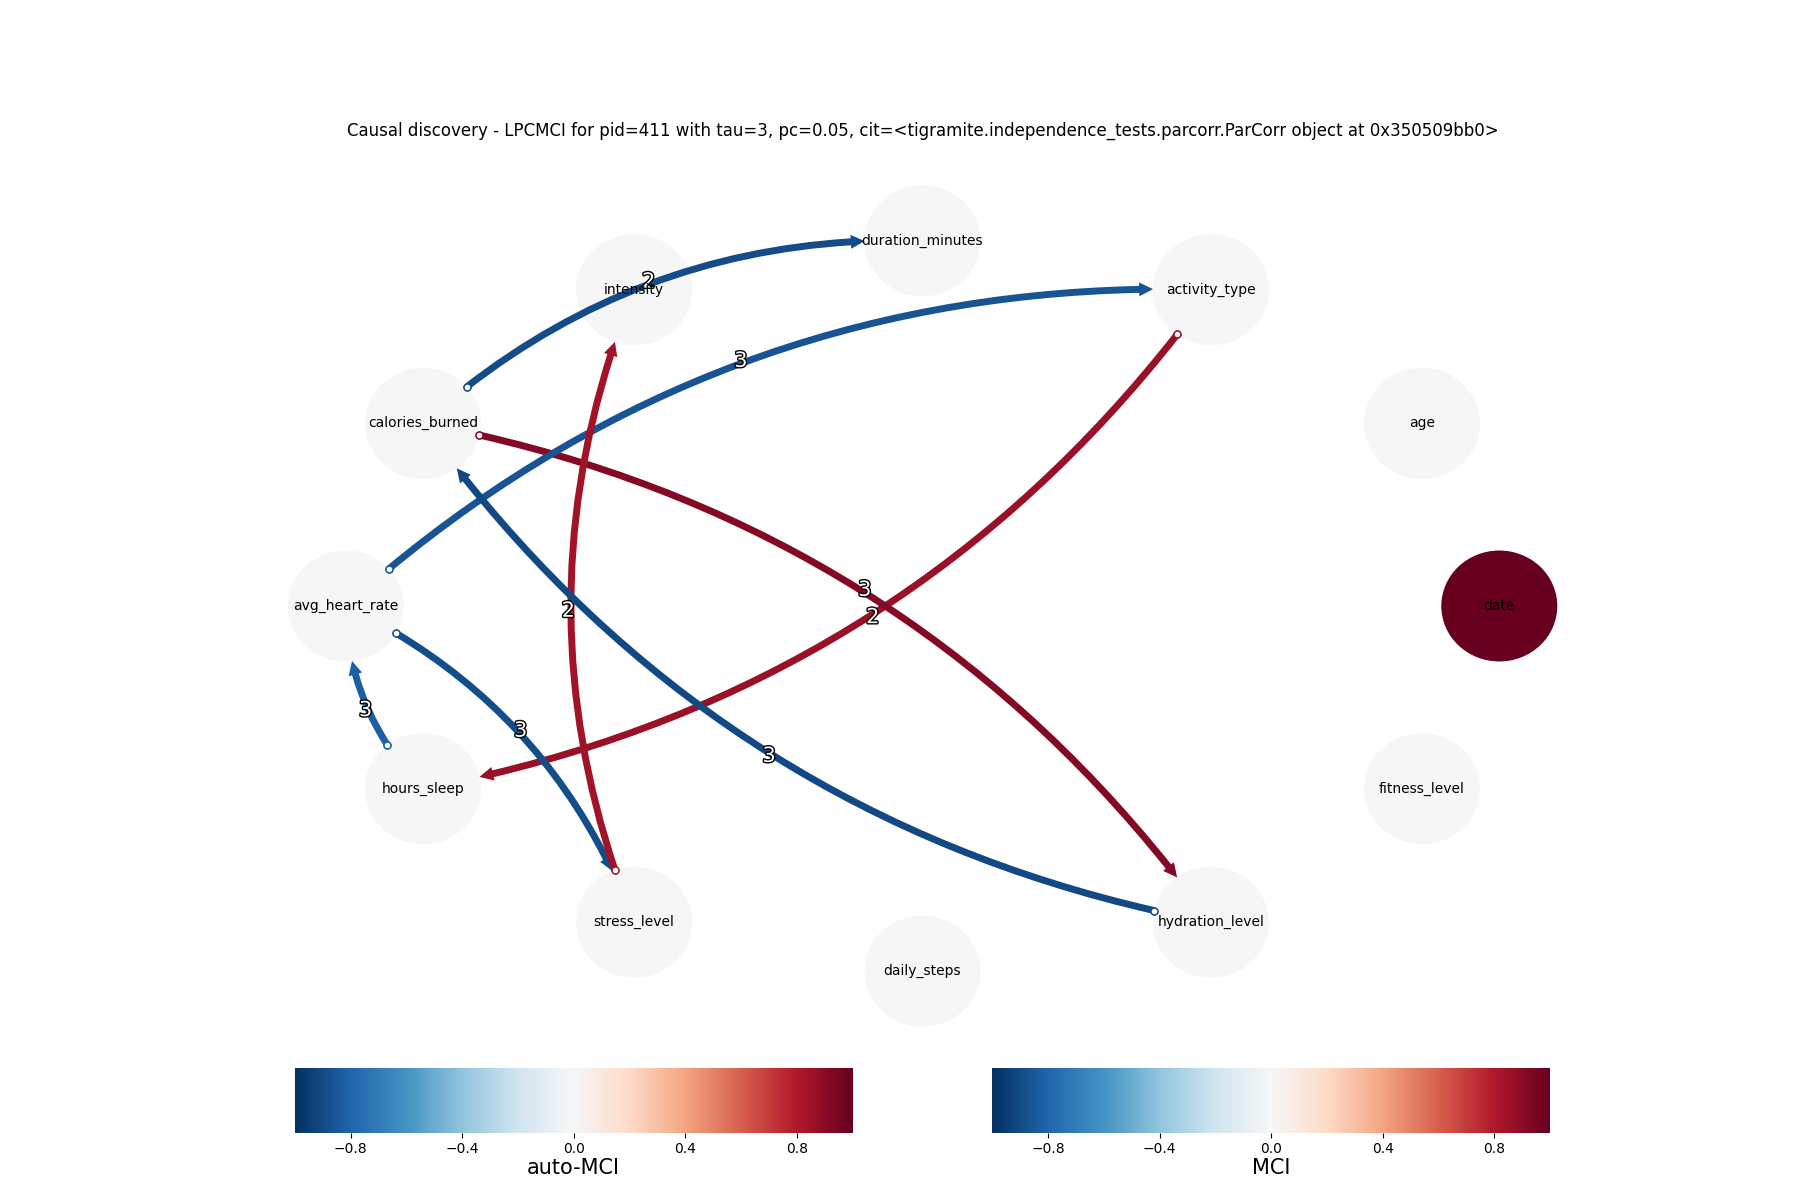 Causal discovery - LPCMCI for pid=411 with tau=3, pc=0.05, cit=<tigramite.independence_tests.parcorr.ParCorr object at 0x350509bb0>
duration_minutes
2
intensity
activity_type
3
calories_burned
age
3
2
2
avg_heart_rate
date
3
3
3
hours_sleep
fitness_level
stress_level
hydration_level
daily_steps
−0.8 −0.4 0.0 0.4 0.8
auto-MCI
−0.8 −0.4 0.0 0.4 0.8
MCI